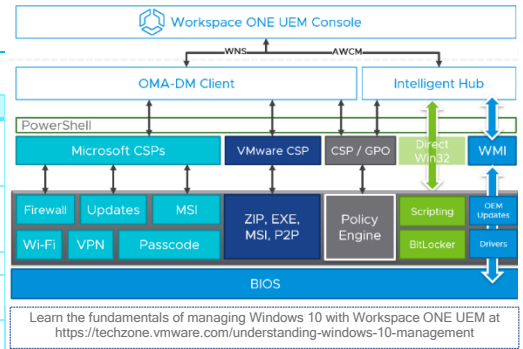 Workspace ONE UEM Console
WNS
AWCM
OMA-DM Client
Intelligent Hub
PowerShell
Microsoft CSPs
VMware CSP
CSP / GPO
Direct
Win32
WMI
Firewall
Updates
MSI
Wi-Fi
VPN
Passcode
ZIP, EXE,
MSI, P2P
Policy
Engine
Scripting
BitLocker
OEM
Updates
Drivers
BIOS
Learn the fundamentals of managing Windows 10 with Workspace ONE UEM at
https://techzone.vmware.com/understanding-windows-10-management